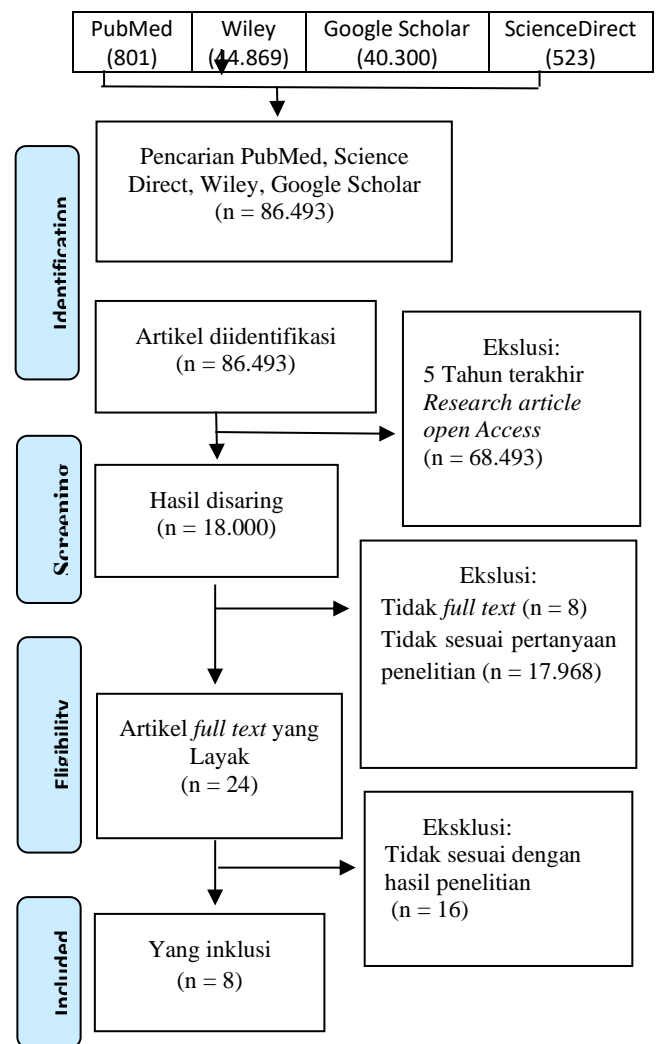 PubMed
(801)
Wiley
(44.869)
Google Scholar
(40.300)
ScienceDirect
(523)
Identification
Pencarian PubMed, Science
Direct, Wiley, Google Scholar
(n = 86.493)
Artikel diidentifikasi
(n = 86.493)
Ekslusi:
5 Tahun terakhir
Research article
open Access
(n = 68.493)
Screening
Hasil disaring
(n = 18.000)
Ekslusi:
Tidak full text (n = 8)
Tidak sesuai pertanyaan
penelitian (n = 17.968)
Eligibility
Artikel full text yang
Layak
(n = 24)
Eksklusi:
Tidak sesuai dengan
hasil penelitian
(n = 16)
Included
Yang inklusi
(n = 8)